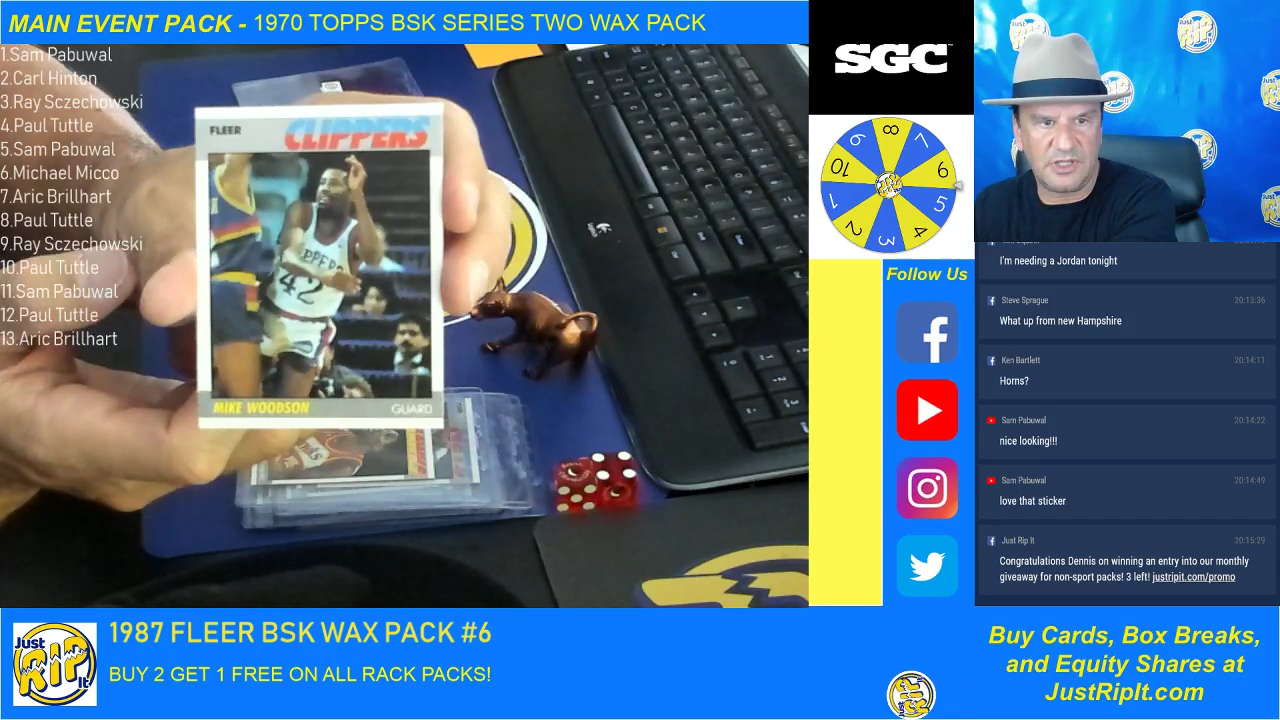 MAIN EVENT PACK - 1970 TOPPS BSK SERIES TWO WAX PACK
1.Sam Pabuwal
2.Carl Hinton
3.Ray Sczechowski
4.Paul Tuttle
5.Sam Pabuwal
6.Michael Micco
7.Aric Brillhart
8.Paul Tuttle
9.Ray Sczechowski
10.Paul Tuttle
11.Sam Pabuwal
12.Paul Tuttle
13.Aric Brillhart
FLEER
CLIPPERS
CLIPPERS
42
MIKE WOODSON
GUARD
SGC
8
7
9
5
4
3
2
1
10
6
Follow Us
I'm needing a Jordan tonight
Steve Sprague 20:13:36
What up from new Hampshire
Ken Bartlett 20:14:11
Horns?
Sam Pabuwal 20:14:22
nice looking!!!
Sam Pabuwal 20:14:49
love that sticker
Just Rip It 20:15:29
Congratulations Dennis on winning an entry into our monthly
giveaway for non-sport packs! 3 left! justripit.com/promo
Just
RIP
It
1987 FLEER BSK WAX PACK #6
BUY 2 GET 1 FREE ON ALL RACK PACKS!
Buy Cards, Box Breaks,
and Equity Shares at
JustRipIt.com